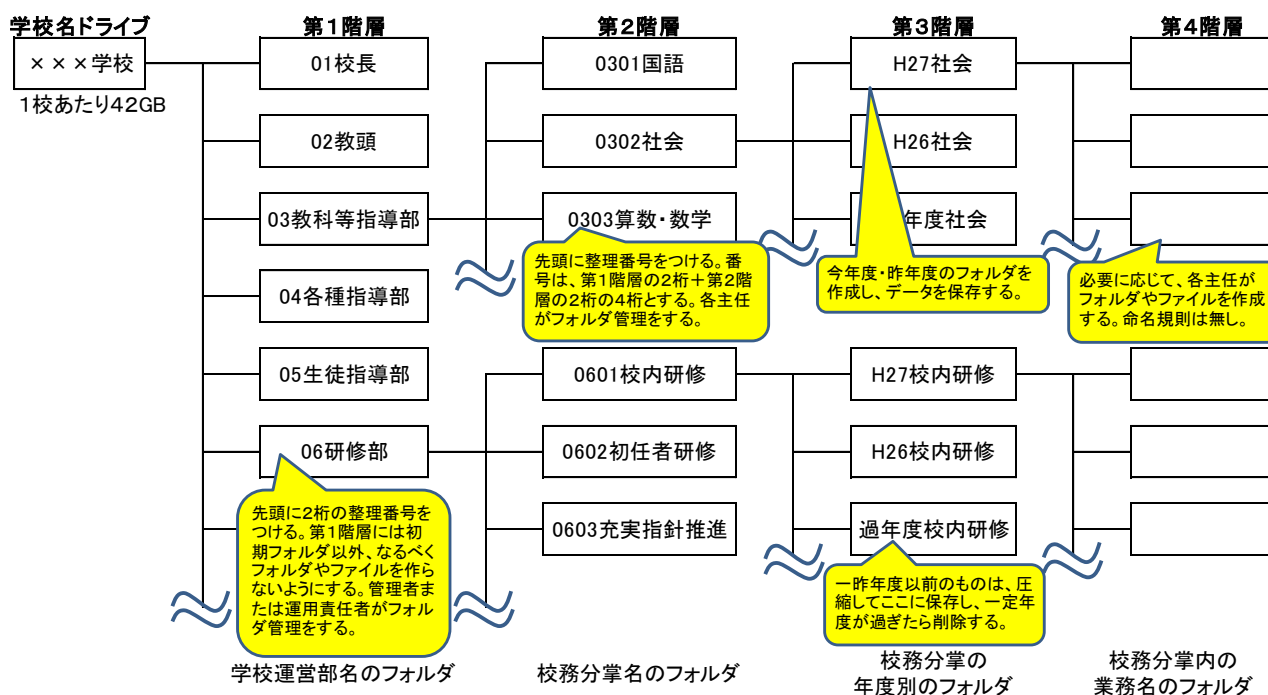 学校名ドライブ
第1階層
第2階層
第3階層
第4階層
×××学校
1校あたり42GB
01校長
02教頭
03教科等指導部
04各種指導部
05生徒指導部
06研修部
先頭に2桁の整理番号を
つける。第1階層には初
期フォルダ以外、なるべく
フォルダやファイルを作ら
ないようにする。管理者ま
たは運用責任者がフォル
ダ管理をする。
学校運営部名のフォルダ
0301国語
0302社会
0303算数・数学
先頭に整理番号をつける。番
号は、第1階層の2桁+第2階
層の2桁の4桁とする。各主任
がフォルダ管理をする。
0601校内研修
0602初任者研修
0603充実指針推進
校務分掌名のフォルダ
H27社会
H26社会
年度社会
今年度・昨年度のフォルダを
作成し、データを保存する。
H27校内研修
H26校内研修
過年度校内研修
一昨年度以前のものは、圧
縮してここに保存し、一定年
度が過ぎたら削除する。
校務分掌の
年度別のフォルダ
必要に応じて、各主任が
フォルダやファイルを作成
する。命名規則は無し。
校務分掌内の
業務名のフォルダ